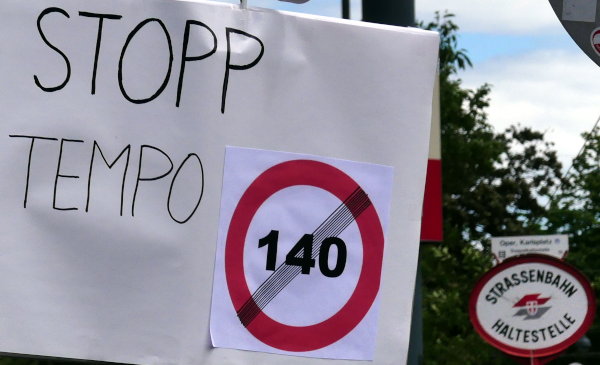 STOPP
TEMPO
140
Oper, Karlsplatz
STRASSENBAHN
HALTESTELLE